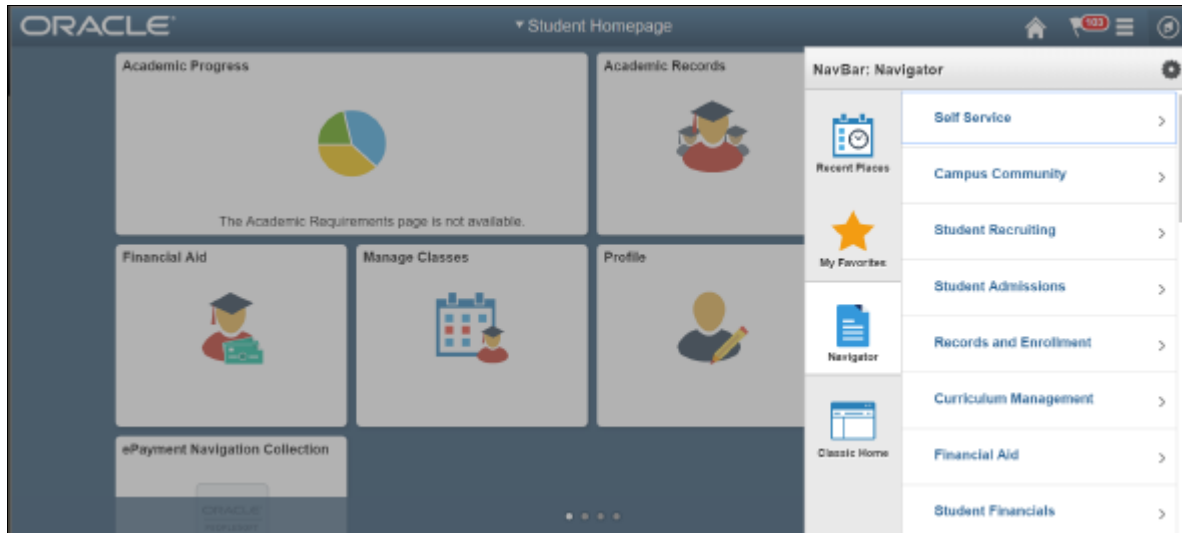 ORACLE
Student Homepage
103
Academic Progress
The Academic Requirements page is not available.
Academic Records
Financial Aid
Manage Classes
Profile
ePayment Navigation Collection
ORACLE
NavBar: Navigator
Recent Places
My Favorites
Navigator
Classic Home
Self Service
Campus Community
Student Recruiting
Student Admissions
Records and Enrollment
Curriculum Management
Financial Aid
Student Financials